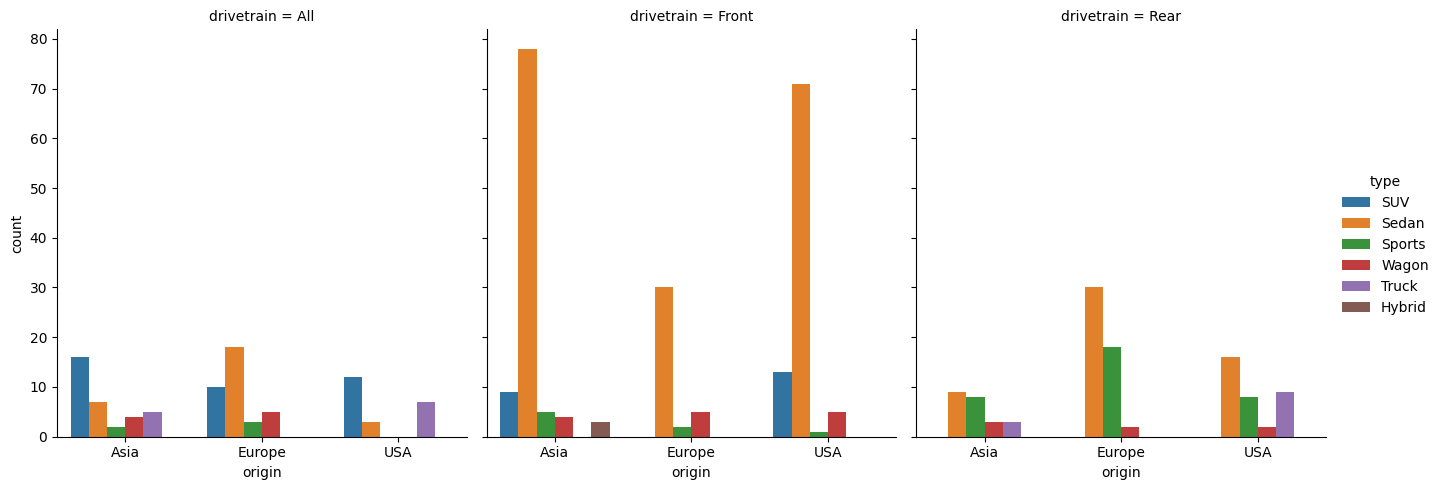 drivetrain = All
drivetrain = Front
drivetrain = Rear
80
70
60
50
40
30
20
10
0
count
Asia
Europe
USA
origin
Asia
Europe
USA
origin
Asia
Europe
USA
origin
type
SUV
Sedan
Sports
Wagon
Truck
Hybrid